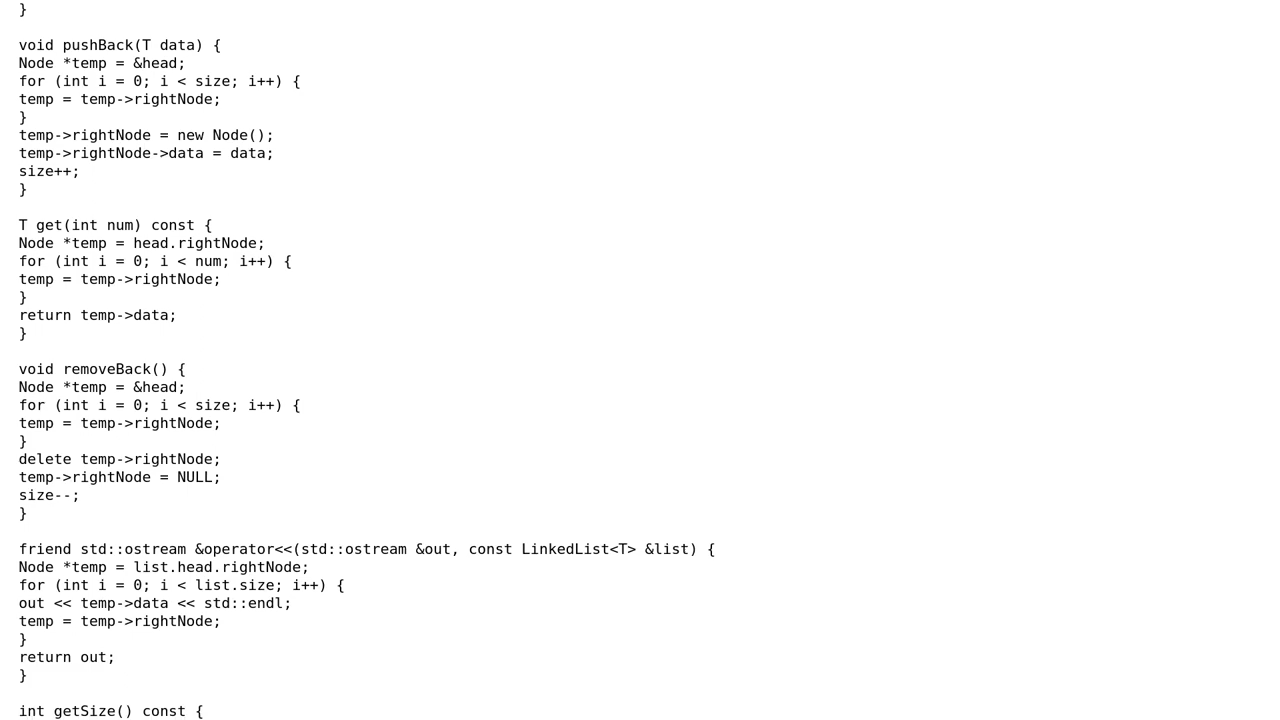 }
void pushBack(T data) {
Node *temp = &head;
for (int i = 0; i < size; i++) {
temp = temp->rightNode;
}
temp->rightNode = new Node();
temp->rightNode->data = data;
size++;
}
T get(int num) const {
Node *temp = head.rightNode;
for (int i = 0; i < num; i++) {
temp = temp->rightNode;
}
return temp->data;
}
void removeBack() {
Node *temp = &head;
for (int i = 0; i < size; i++) {
temp = temp->rightNode;
}
delete temp->rightNode;
temp->rightNode = NULL;
size--;
}
friend std::ostream &operator<<(std::ostream &out, const LinkedList<T> &list) {
Node *temp = list.head.rightNode;
for (int i = 0; i < list.size; i++) {
out << temp->data << std::endl;
temp = temp->rightNode;
}
return out;
}
int getSize() const {